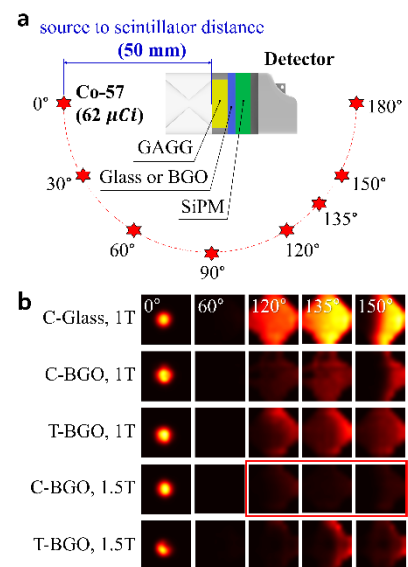 a
source to scintillator distance
(50 mm)
Detector
Co-57
(62 μCi)
0°
180°
GAGG
Glass or BGO
SiPM
30°
150°
135°
60°
120°
90°
b
0° 60° 120° 135° 150°
C-Glass, 1T
C-BGO, 1T
T-BGO, 1T
C-BGO, 1.5T
T-BGO, 1.5T